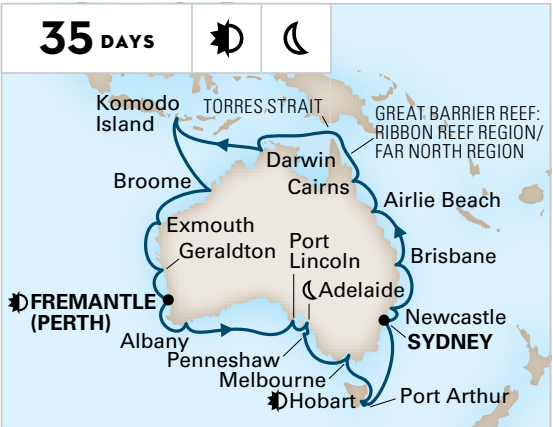 35 DAYS
Komodo
Island
TORRES STRAIT
GREAT BARRIER REEF:
RIBBON REEF REGION/
FAR NORTH REGION
Darwin
Cairns
Broome
Airlie Beach
Exmouth
Geraldton
Port
Lincoln
Brisbane
Adelaide
FREMANTLE
(PERTH)
Newcastle
SYDNEY
Albany
Penneshaw
Melbourne
Hobart
Port Arthur